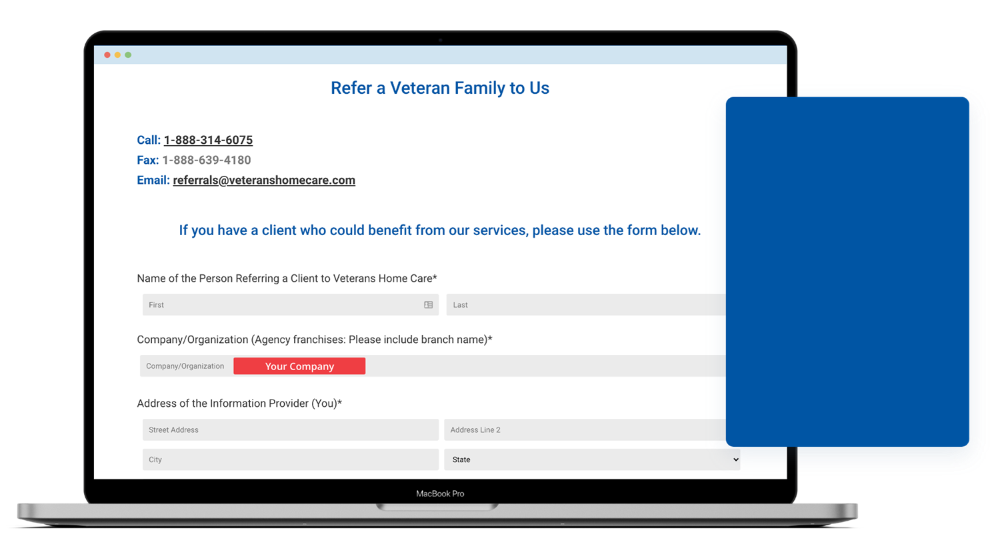 Refer a Veteran Family to Us
Call: 1-888-314-6075
Fax: 1-888-639-4180
Email: referrals@veteranshomecare.com
If you have a client who could benefit from our services, please use the form below.
Name of the Person Referring a Client to Veterans Home Care*
First Last
Company/Organization (Agency franchises: Please include branch name)*
Company/Organization Your Company
Address of the Information Provider (You)*
Street Address Address Line 2
City State
MacBook Pro